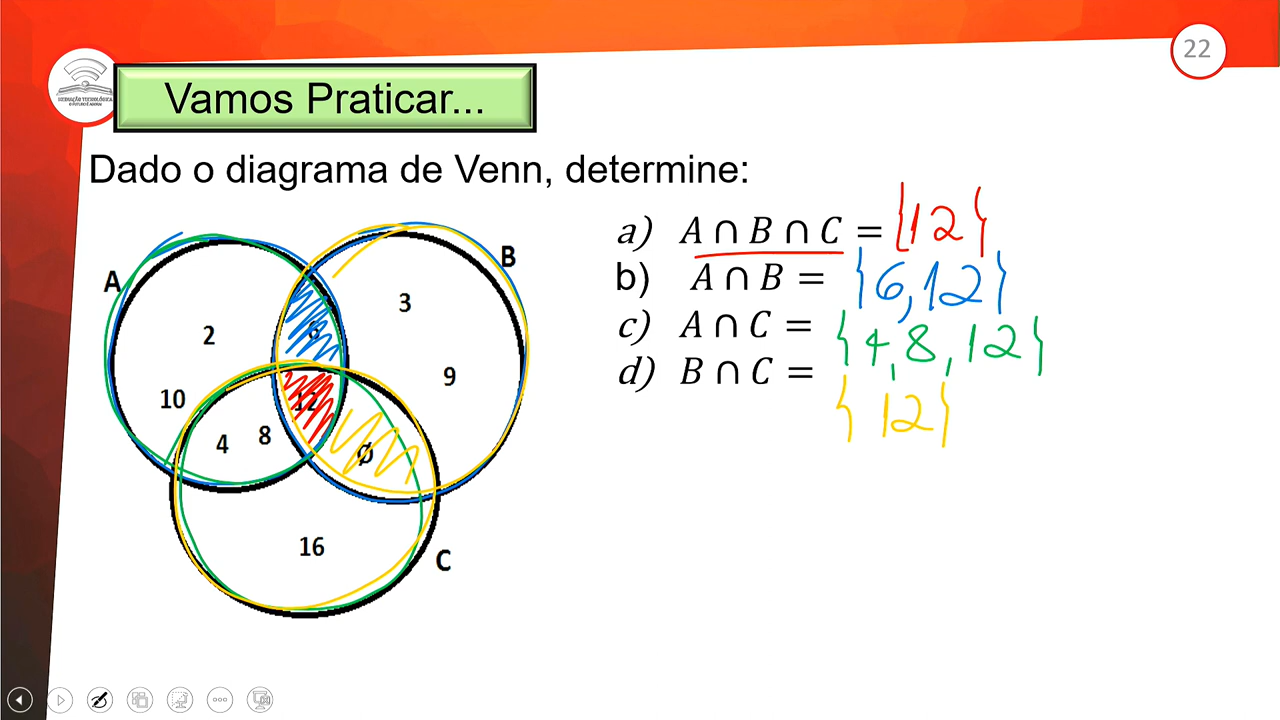 22
Vamos Praticar...
Dado o diagrama de Venn, determine:
a) A ∩ B ∩ C = {12}
b) A ∩ B = {6,12}
c) A ∩ C = {4,8,12}
d) B ∩ C =
{12}
A
B
3
2
6
9
10
12
4 8
Ø
16
C